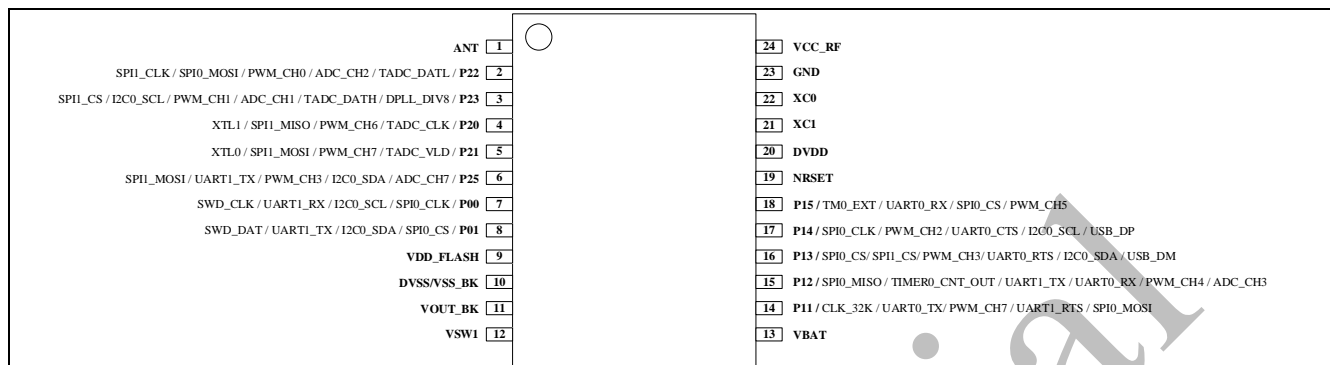 ANT 1
SPI1_CLK / SPI0_MOSI / PWM_CH0 / ADC_CH2 / TADC_DATL / P22 2
SPI1_CS / I2C0_SCL / PWM_CH1 / ADC_CH1 / TADC_DATH / DPLL_DIV8 / P23 3
XTL1 / SPI1_MISO / PWM_CH6 / TADC_CLK / P20 4
XTL0 / SPI1_MOSI / PWM_CH7 / TADC_VLD / P21 5
SPI1_MOSI / UART1_TX / PWM_CH3 / I2C0_SDA / ADC_CH7 / P25 6
SWD_CLK / UART1_RX / I2C0_SCL / SPI0_CLK / P00 7
SWD_DAT / UART1_TX / I2C0_SDA / SPI0_CS / P01 8
VDD_FLASH 9
DVSS/VSS_BK 10
VOUT_BK 11
VSW1 12
24 VCC_RF
23 GND
22 XC0
21 XC1
20 DVDD
19 NRSET
18 P15 / TM0_EXT / UART0_RX / SPI0_CS / PWM_CH5
17 P14 / SPI0_CLK / PWM_CH2 / UART0_CTS / I2C0_SCL / USB_DP
16 P13 / SPI0_CS/ SPI1_CS/ PWM_CH3/ UART0_RTS / I2C0_SDA / USB_DM
15 P12 / SPI0_MISO / TIMER0_CNT_OUT / UART1_TX / UART0_RX / PWM_CH4 / ADC_CH3
14 P11 / CLK_32K / UART0_TX/ PWM_CH7 / UART1_RTS / SPI0_MOSI
13 VBAT